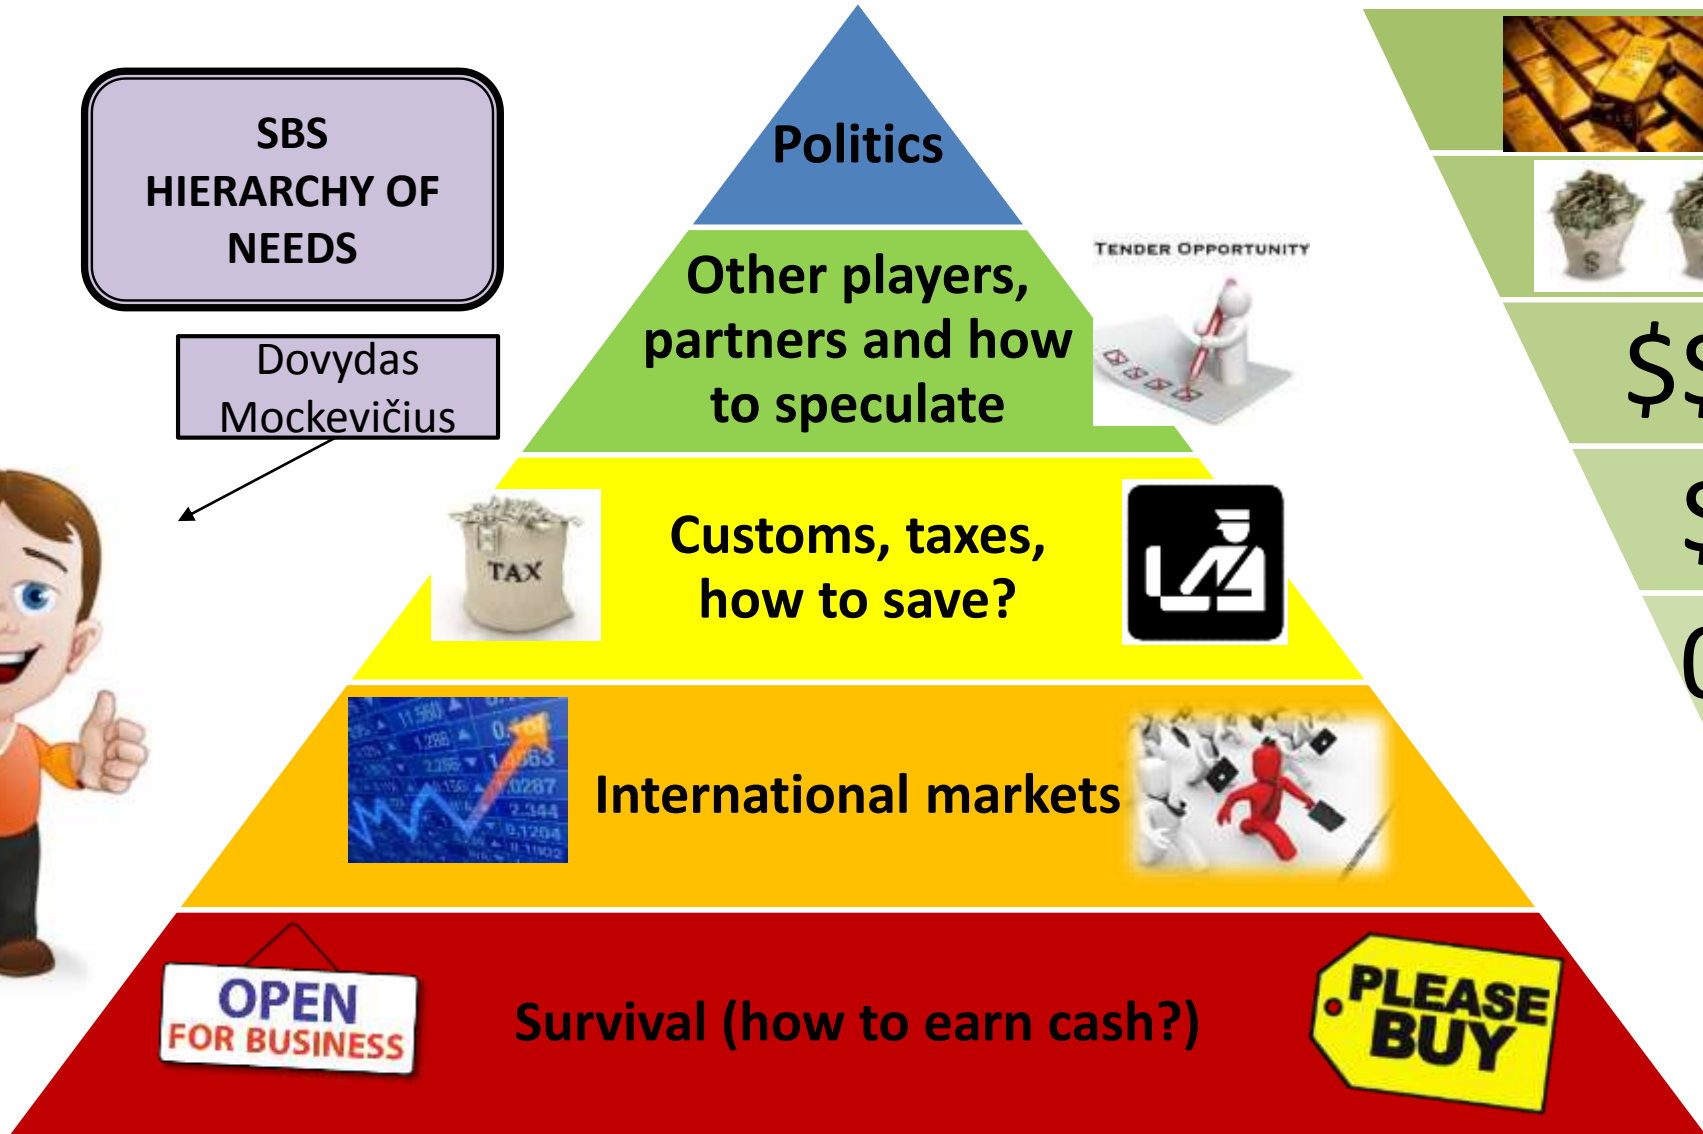 SBS
HIERARCHY OF
NEEDS
Dovydas
Mockevičius
Politics
Other players,
partners and how
to speculate
TENDER OPPORTUNITY
Customs, taxes,
how to save?
TAX
International markets
Survival (how to earn cash?)
OPEN
FOR BUSINESS
PLEASE
BUY
$
$